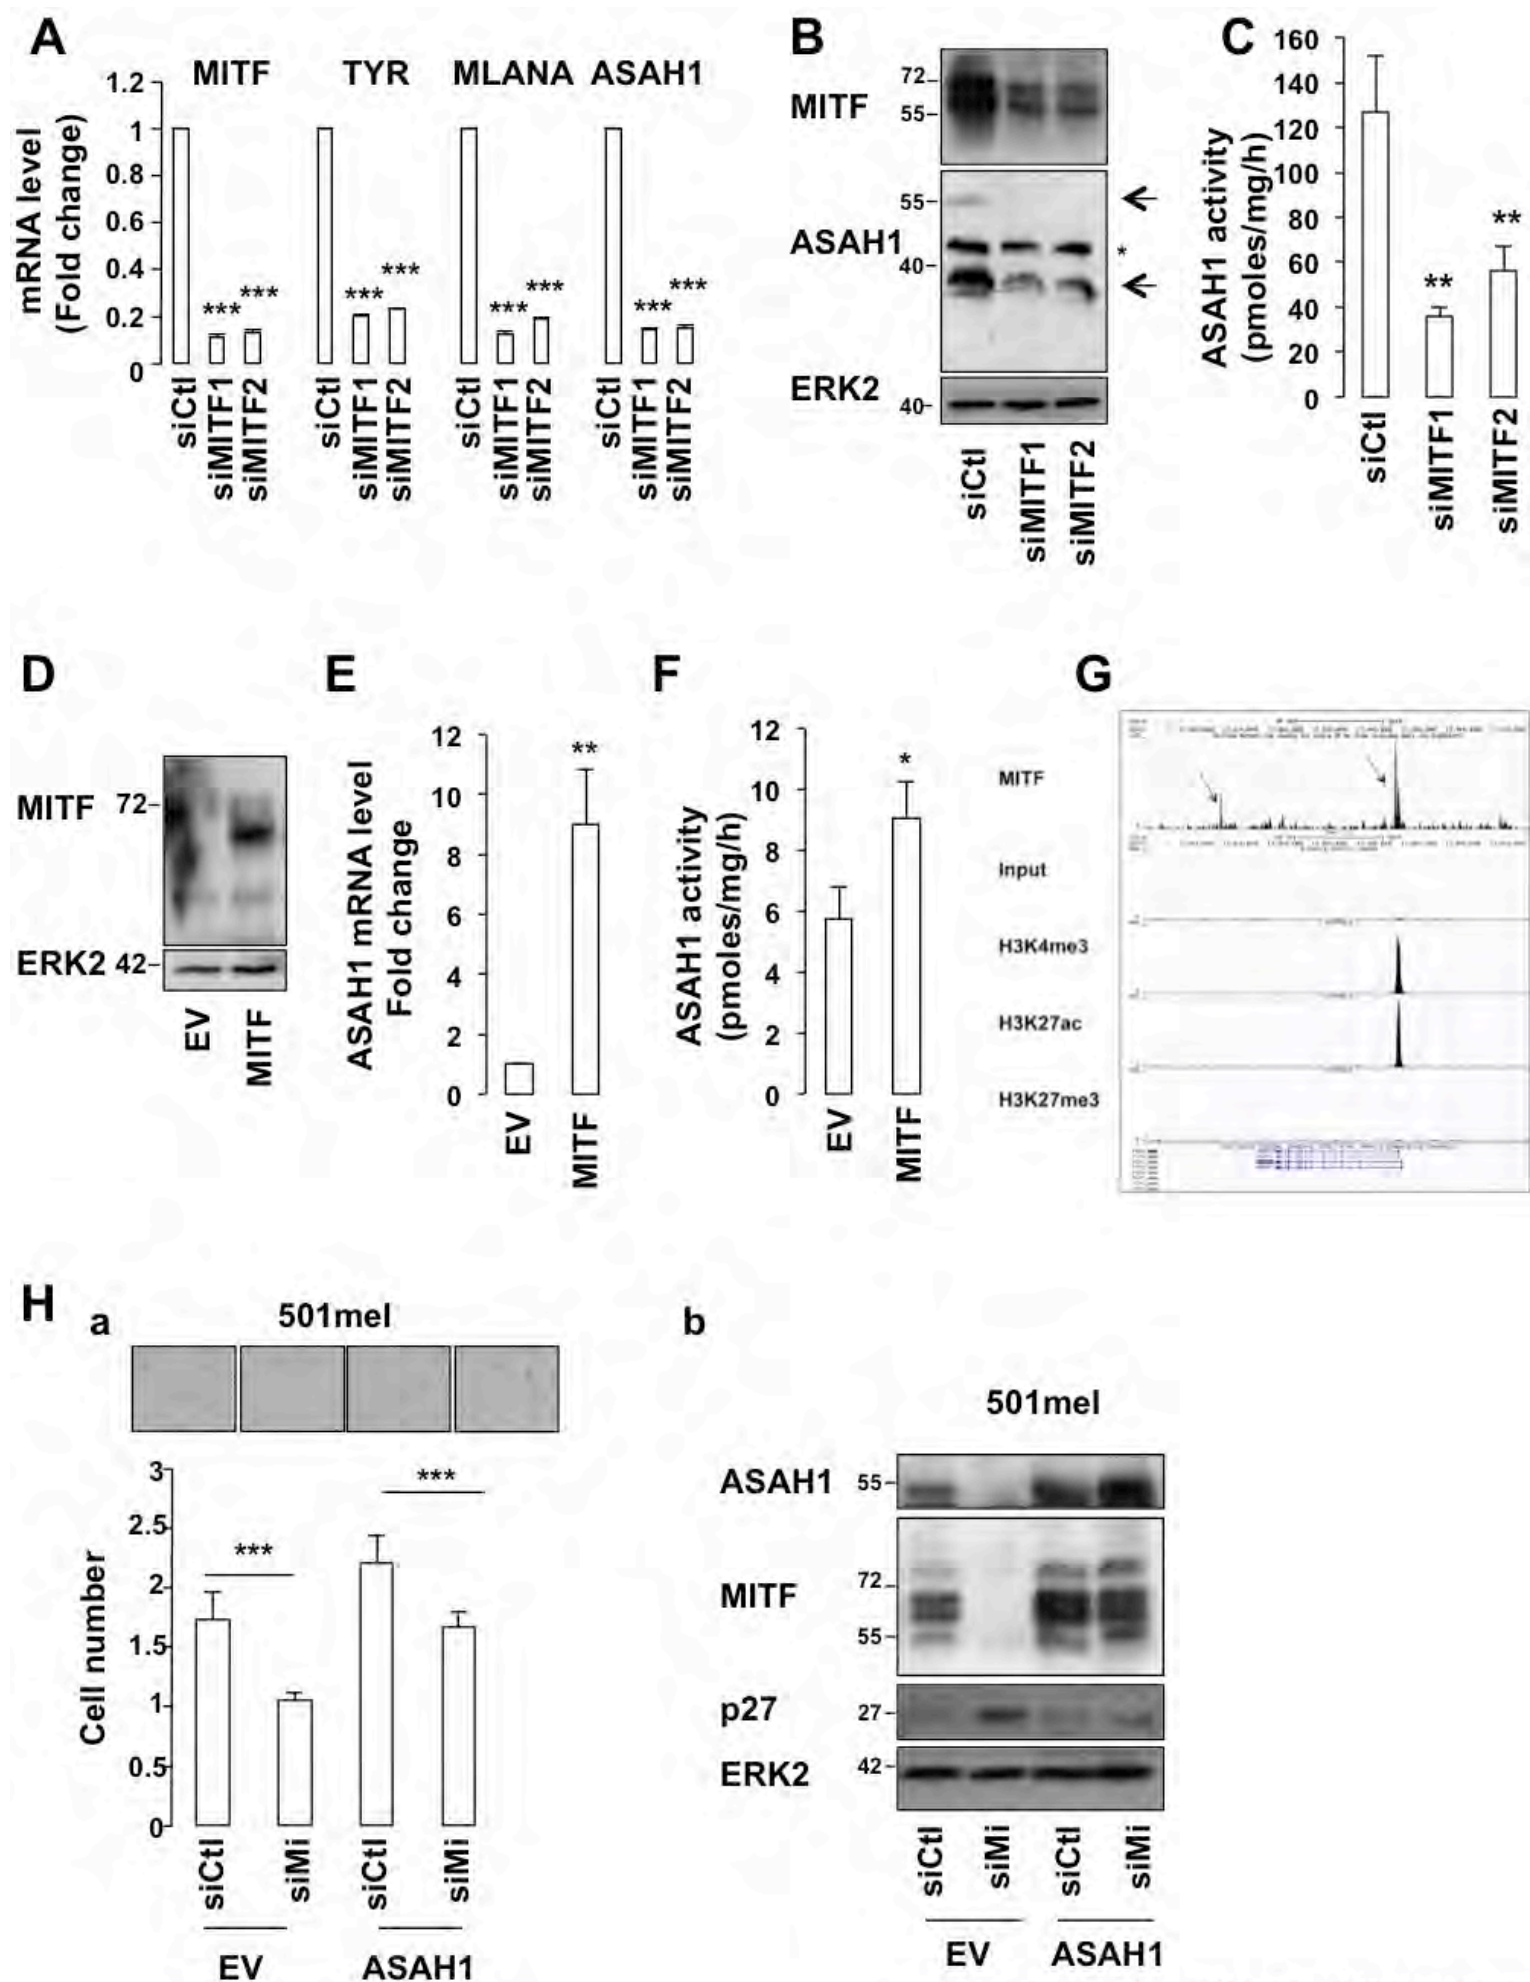 A
MITF TYR MLANA ASAH1
mRNA level
(Fold change)
1.2
1
0.8
0.6
0.4
0.2
0
*** *** *** *** *** *** *** ***
siCtl siMITF1 siMITF2 siCtl siMITF1 siMITF2 siCtl siMITF1 siMITF2 siCtl siMITF1 siMITF2
B
MITF
72-
55-
ASAH1
55-
*
40-
ERK2
40-
siCtl siMITF1 siMITF2
C
ASAH1 activity
(pmoles/mg/h)
160
140
120
100
80
60
40
20
0
** **
siCtl siMITF1 siMITF2
D
MITF 72-
ERK2 42-
EV MITF
E
ASAH1 mRNA level
Fold change
12
10
8
6
4
2
0
**
EV MITF
F
ASAH1 activity
(pmoles/mg/h)
12
10
8
6
4
2
0
*
EV MITF
G
MITF
Input
H3K4me3
H3K27ac
H3K27me3
H
a
501mel
Cell number
3
2.5
2
1.5
1
0.5
0
*** ***
siCtl siMi siCtl siMi
EV ASAH1
b
501mel
ASAH1 55-
MITF
72-
55-
p27 27-
ERK2 42-
siCtl siMi siCtl siMi
EV ASAH1